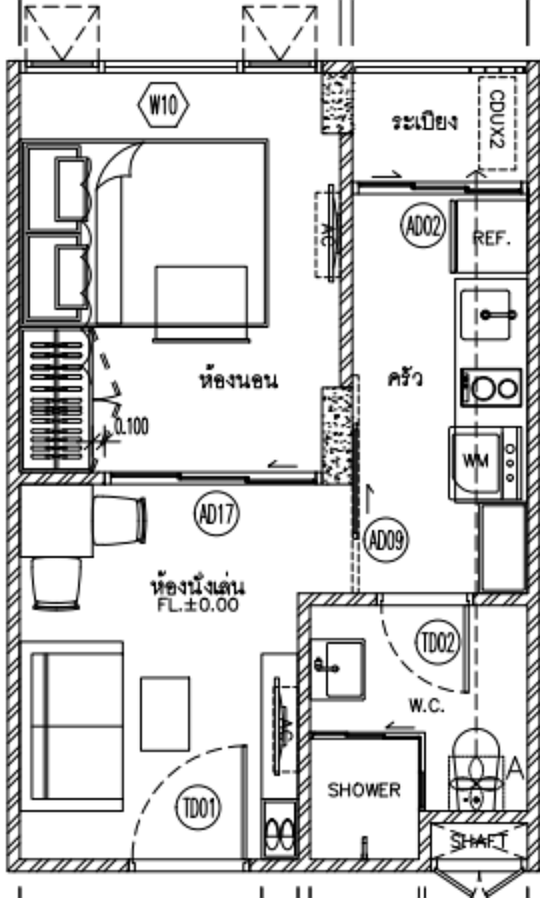 W10
ระเบียง
CDUX2
AD02
REF.
AC
ห้องนอน
ครัว
0.100
WM
AD17
AD09
ห้องนั่งเล่น
FL.±0.00
TD02
W.C.
AC
SHOWER
A
TD01
SHAFT